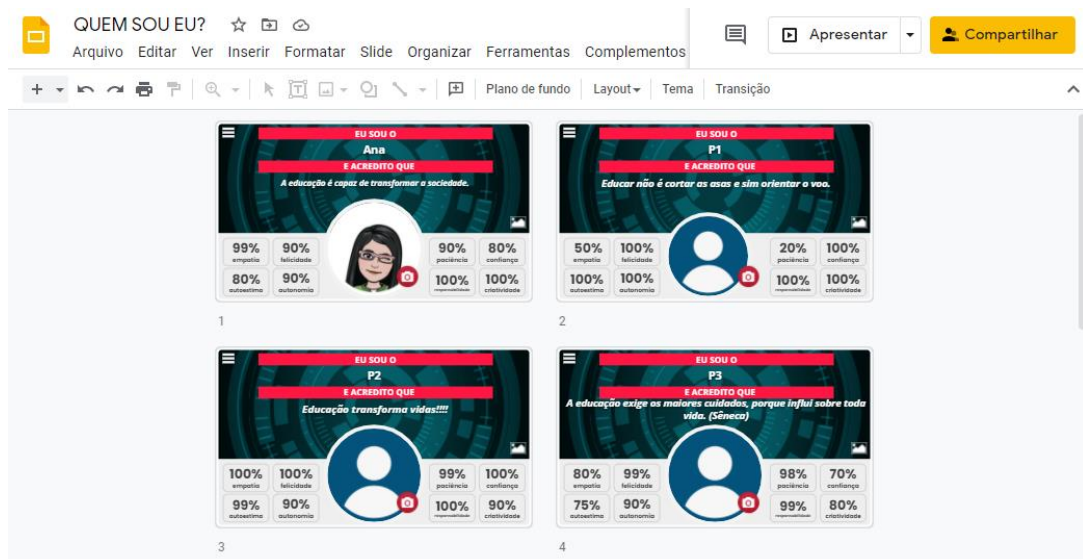 QUEM SOU EU?
Arquivo Editar Ver Inserir Formatar Slide Organizar Ferramentas Complementos
Apresentar
Compartilhar
Plano de fundo Layout Tema Transição
EU SOU O
Ana
E ACREDITO QUE
A educação é capaz de transformar a sociedade.
99% 90% 90% 80%
empatia felicidade paciência confiança
80% 90% 100% 100%
autoestima autonomia responsabilidade criatividade
1
EU SOU O
P1
E ACREDITO QUE
Educar não é cortar as asas e sim orientar o voo.
50% 100% 20% 100%
empatia felicidade paciência confiança
100% 100% 100% 100%
autoestima autonomia responsabilidade criatividade
2
EU SOU O
P2
E ACREDITO QUE
Educação transforma vidas!!!!
100% 100% 99% 100%
empatia felicidade paciência confiança
99% 90% 100% 90%
autoestima autonomia responsabilidade criatividade
3
EU SOU O
P3
E ACREDITO QUE
A educação exige os maiores cuidados, porque influi sobre toda
vida. (Sêneca)
80% 99% 98% 70%
empatia felicidade paciência confiança
75% 90% 99% 80%
autoestima autonomia responsabilidade criatividade
4